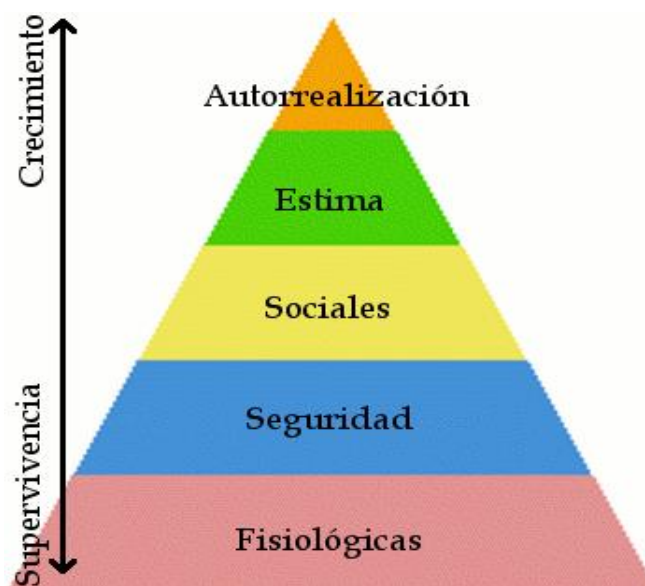 Crecimiento
Autorrealización
Estima
Sociales
Seguridad
Supervivencia
Fisiológicas